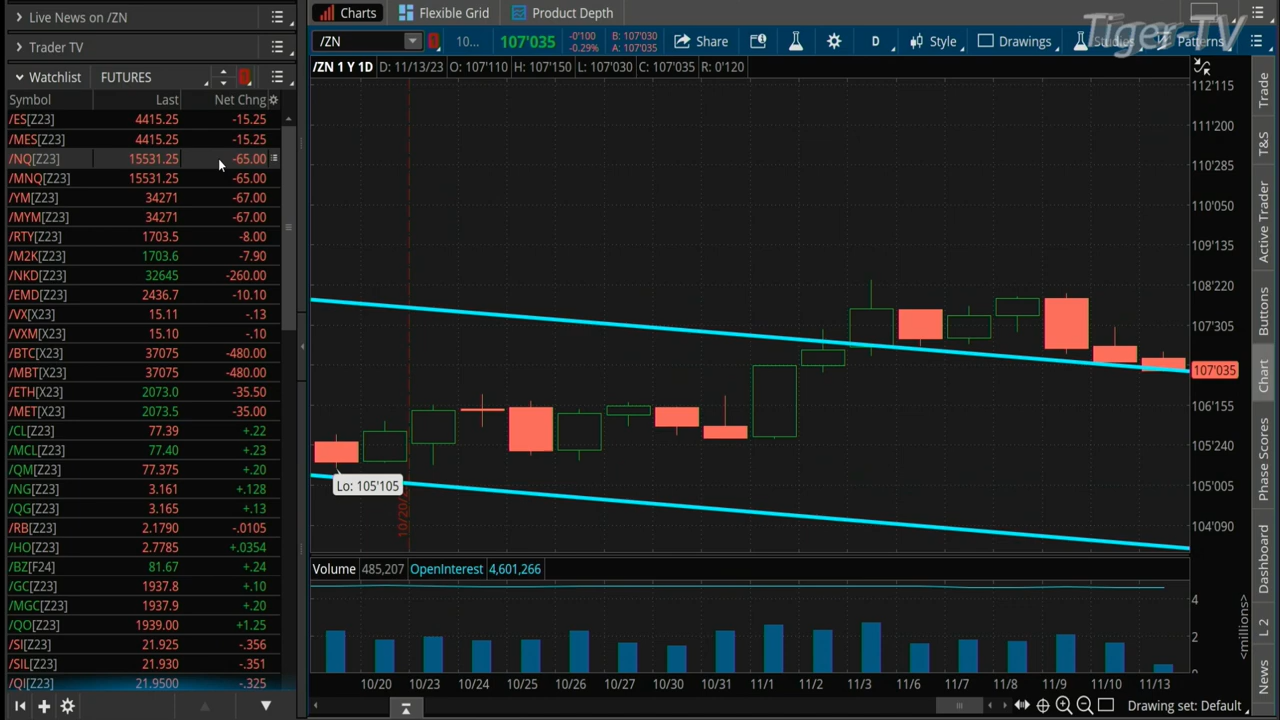 Live News on /ZN
Trader TV
Watchlist FUTURES
Symbol Last Net Chng
/ES[Z23] 4415.25 -15.25
/MES[Z23] 4415.25 -15.25
/NQ[Z23] 15531.25 -65.00
/MNQ[Z23] 15531.25 -65.00
/YM[Z23] 34271 -67.00
/MYM[Z23] 34271 -67.00
/RTY[Z23] 1703.5 -8.00
/M2K[Z23] 1703.6 -7.90
/NKD[Z23] 32645 -260.00
/EMD[Z23] 2436.7 -10.10
/VX[X23] 15.11 -.13
/VXM[X23] 15.10 -.10
/BTC[X23] 37075 -480.00
/MBT[X23] 37075 -480.00
/ETH[X23] 2073.0 -35.50
/MET[X23] 2073.5 -35.00
/CL[Z23] 77.39 +.22
/MCL[Z23] 77.40 +.23
/QM[Z23] 77.375 +.20
/NG[Z23] 3.161 +.128
/QG[Z23] 3.165 +.13
/RB[Z23] 2.1790 -.0105
/HO[Z23] 2.7785 +.0354
/BZ[F24] 81.67 +.24
/GC[Z23] 1937.8 +.10
/MGC[Z23] 1937.9 +.20
/QO[Z23] 1939.00 +1.25
/SI[Z23] 21.925 -.356
/SIL[Z23] 21.930 -.351
/QI[Z23] 21.9500 -.325
Charts Flexible Grid Product Depth
Tiger-TV
/ZN 10... 107'035 -0'100 -0.29% B: 107'030 A: 107'035 Share D Style Drawings Studies Patterns
/ZN 1 Y 1D D: 11/13/23 O: 107'110 H: 107'150 L: 107'030 C: 107'035 R: 0'120
112'115
111'200
110'285
110'050
109'135
108'220
107'305
107'035
106'155
105'240
105'005
104'090
Lo: 105'105
Volume 485,207 OpenInterest 4,601,266
4
2
<millions>
10/20 10/23 10/24 10/25 10/26 10/27 10/30 10/31 11/1 11/2 11/3 11/6 11/7 11/8 11/9 11/10 11/13
Drawing set: Default
Trade
T&S
Active Trader
Buttons
Chart
Phase Scores
Dashboard
L 2
News